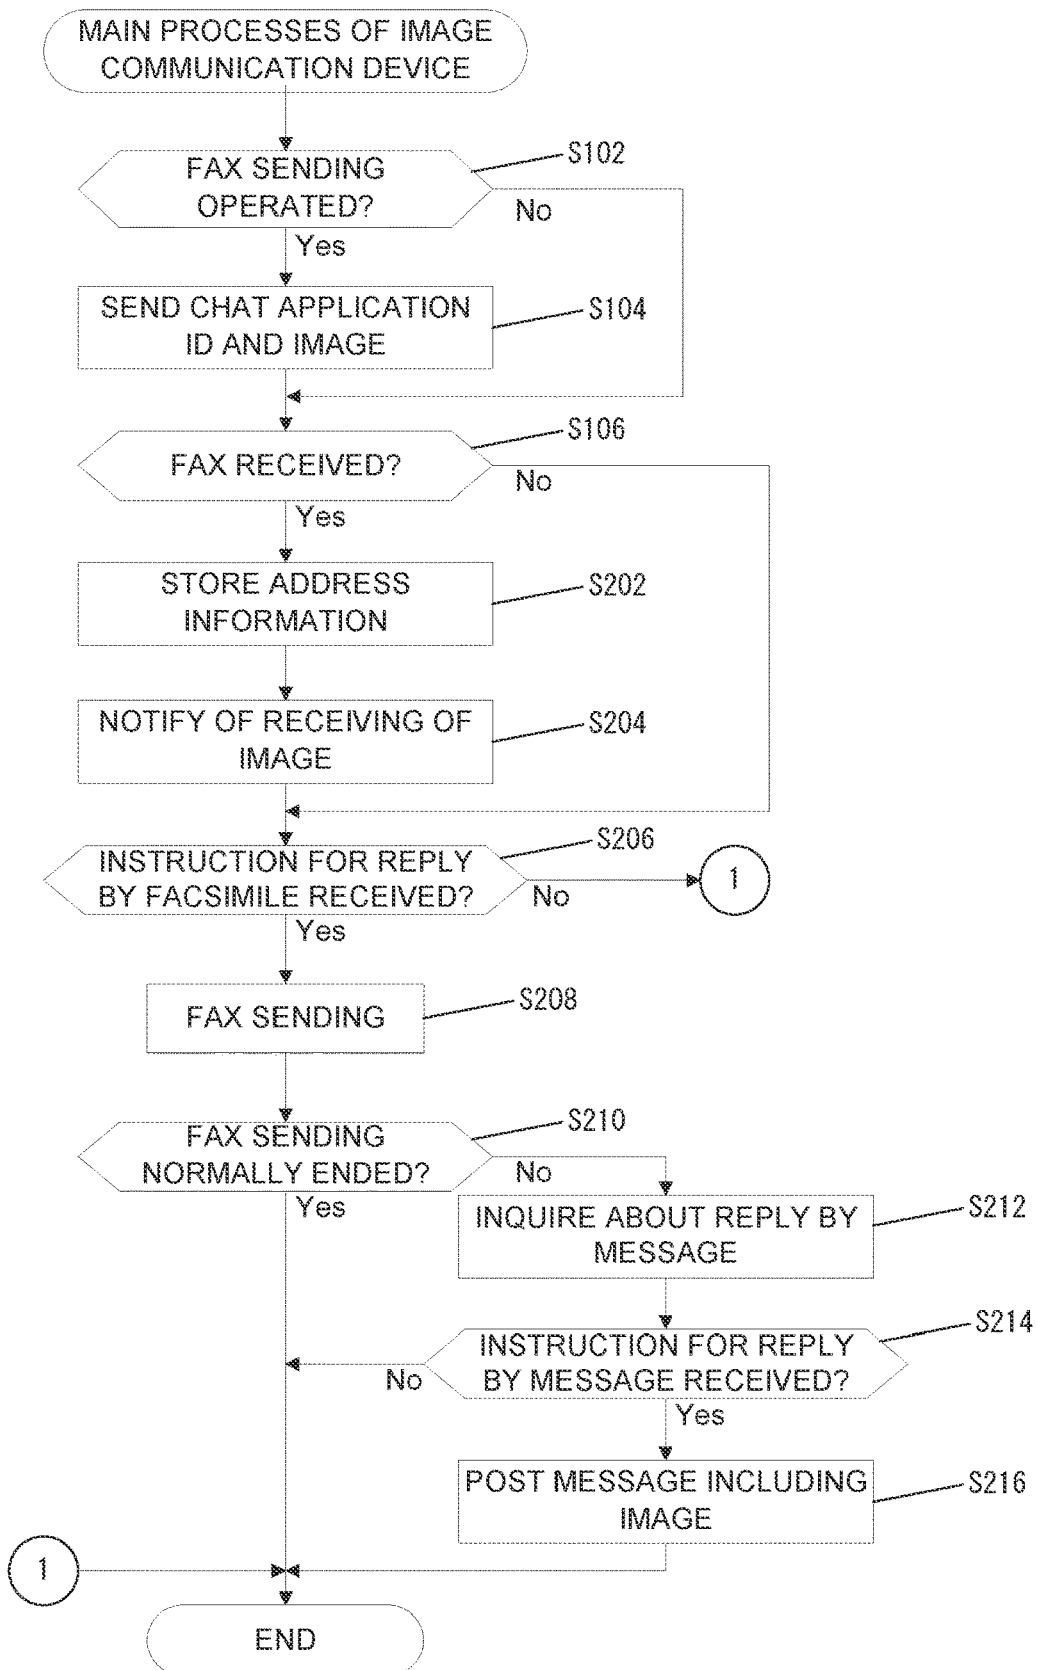 MAIN PROCESSES OF IMAGE
COMMUNICATION DEVICE
FAX SENDING
OPERATED?
S102
No
Yes
SEND CHAT APPLICATION
ID AND IMAGE
S104
FAX RECEIVED?
S106
No
Yes
STORE ADDRESS
INFORMATION
S202
NOTIFY OF RECEIVING OF
IMAGE
S204
INSTRUCTION FOR REPLY
BY FACSIMILE RECEIVED?
S206
No
1
Yes
FAX SENDING
S208
FAX SENDING
NORMALLY ENDED?
S210
No
Yes
INQUIRE ABOUT REPLY BY
MESSAGE
S212
INSTRUCTION FOR REPLY
BY MESSAGE RECEIVED?
S214
No
Yes
POST MESSAGE INCLUDING
IMAGE
S216
1
END